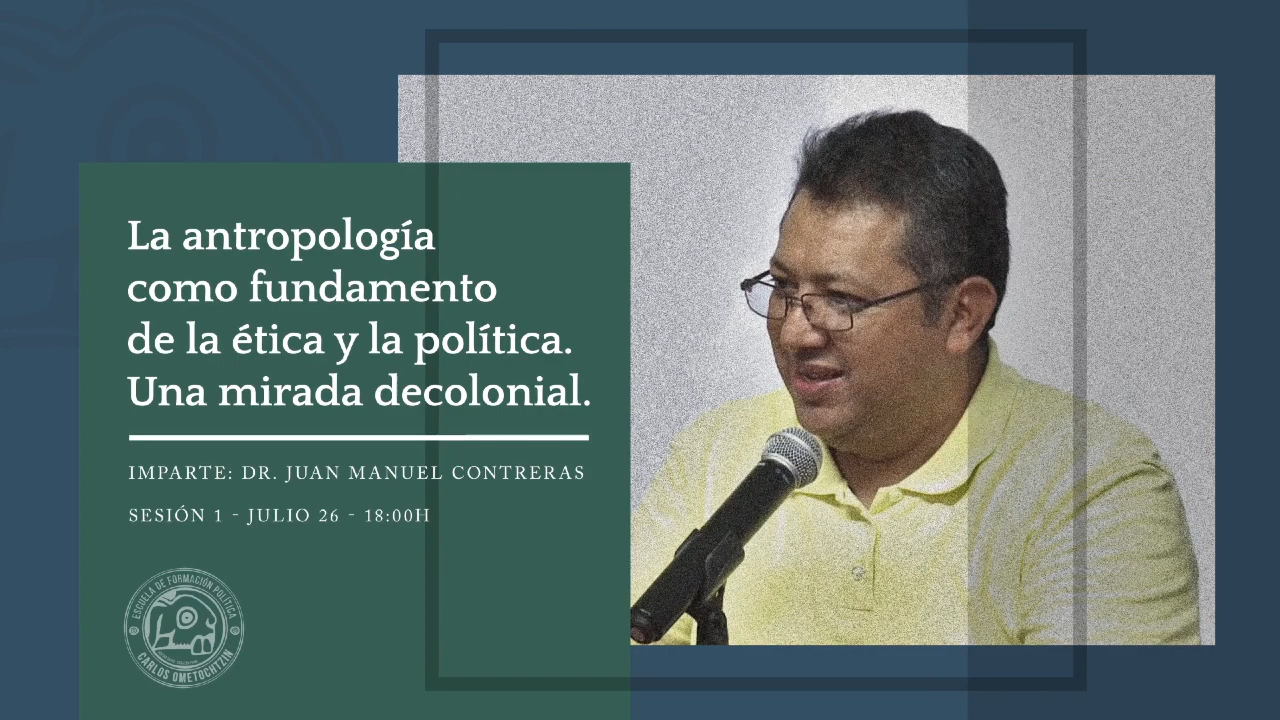 La antropología
como fundamento
de la ética y la política.
Una mirada decolonial.
IMPARTE: DR. JUAN MANUEL CONTRERAS
SESIÓN 1 - JULIO 26 - 18:00H
ESCUELA DE FORMACIÓN POLÍTICA
CARLOS OMETOCHTZIN